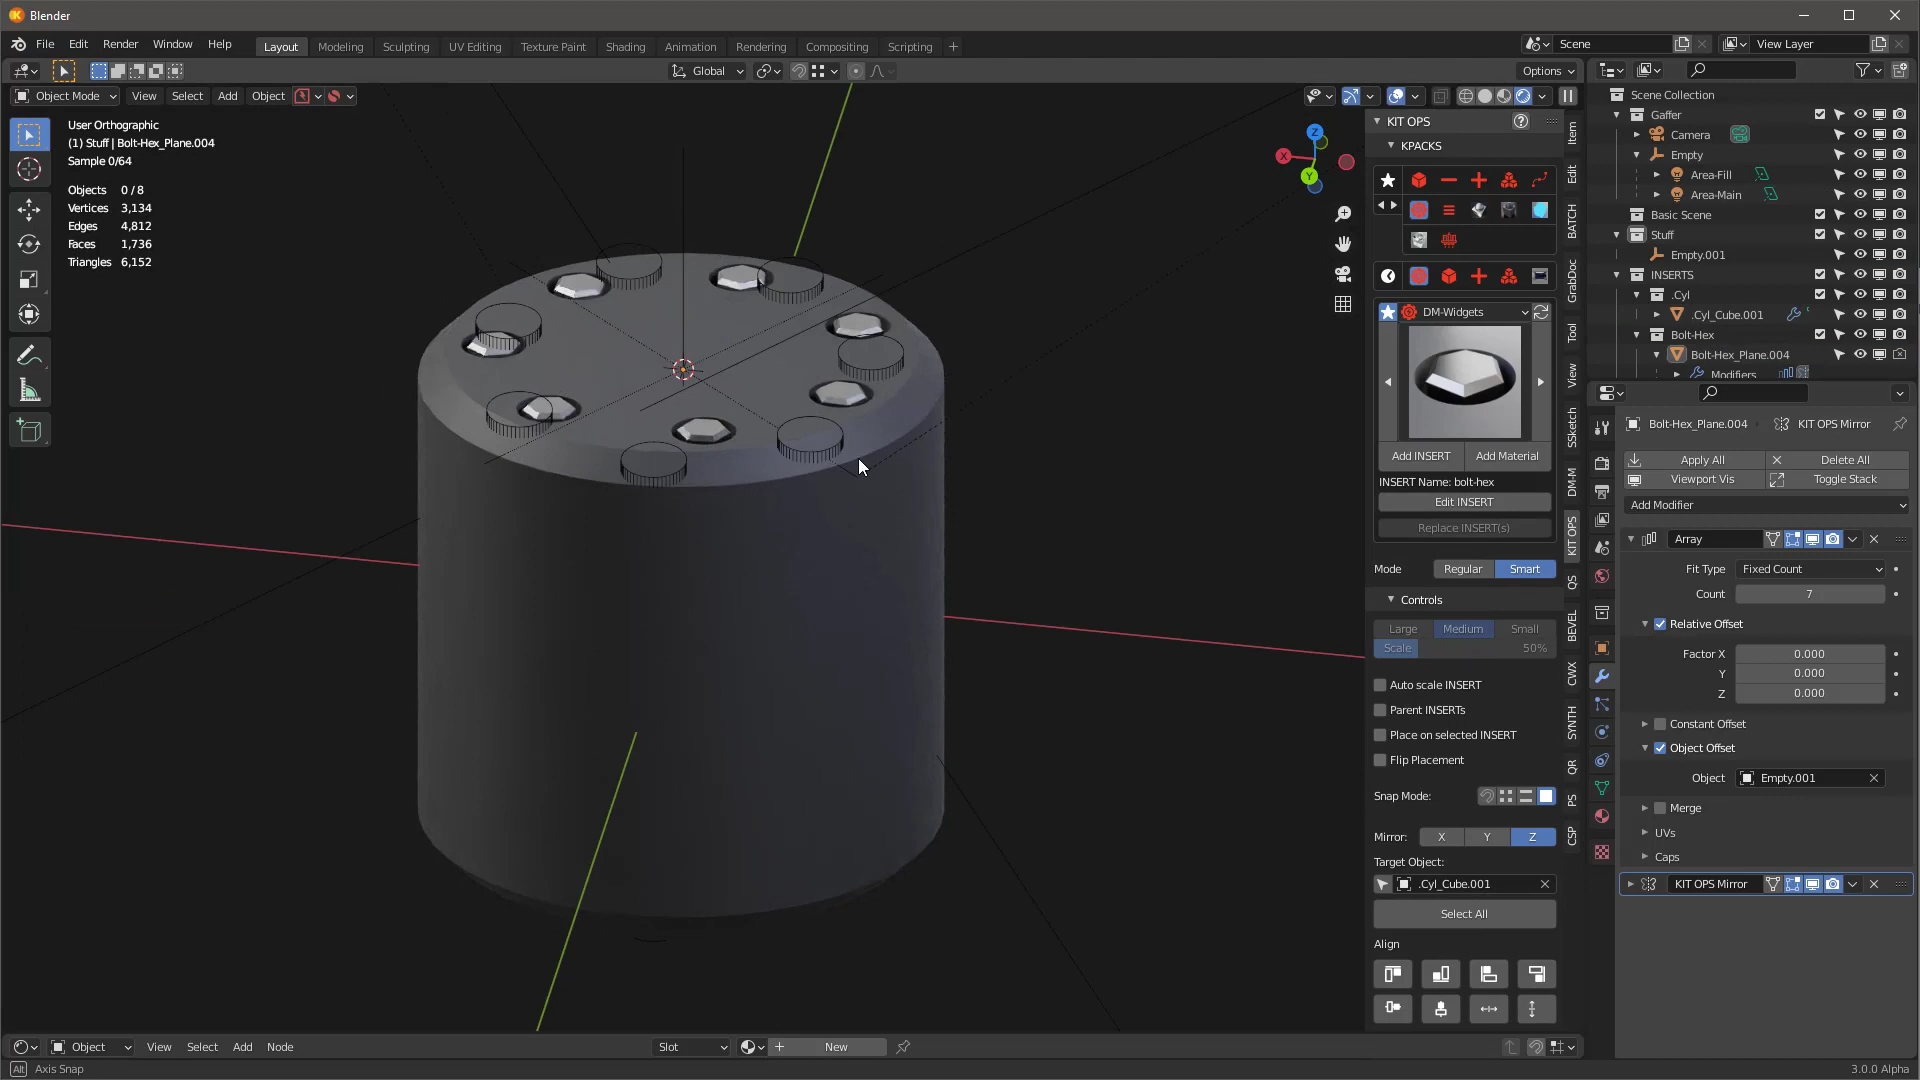 Blender
File Edit Render Window Help Layout Modeling Sculpting UV Editing Texture Paint Shading Animation Rendering Compositing Scripting + Scene View Layer
Global Options
Object Mode View Select Add Object
User Orthographic
(1) Stuff | Bolt-Hex_Plane.004
Sample 0/64
Objects 0 / 8
Vertices 3,134
Edges 4,812
Faces 1,736
Triangles 6,152
X Y Z
KIT OPS
KPACKS
DM-Widgets
Add INSERT Add Material
INSERT Name: bolt-hex
Edit INSERT
Replace INSERT(s)
Mode Regular Smart
Controls
Large Medium Small
Scale 50%
Auto scale INSERT
Parent INSERTs
Place on selected INSERT
Flip Placement
Snap Mode:
Mirror: X Y Z
Target Object:
.Cyl_Cube.001
Select All
Align
Item
Edit
BATCH
GrabDoc
Tool
View
SSketch
DM-M
KIT OPS
QS
BEVEL
CWX
SYNTH
QR
PS
CSP
Scene Collection
Gaffer
Camera
Empty
Area-Fill
Area-Main
Basic Scene
Stuff
Empty.001
INSERTS
.Cyl
.Cyl_Cube.001
Bolt-Hex
Bolt-Hex_Plane.004
Modifiers
Bolt-Hex_Plane.004 KIT OPS Mirror
Apply All Delete All
Viewport Vis Toggle Stack
Add Modifier
Array
Fit Type Fixed Count
Count 7
Relative Offset
Factor X 0.000
Y 0.000
Z 0.000
Constant Offset
Object Offset
Object Empty.001
Merge
UVs
Caps
KIT OPS Mirror
Object View Select Add Node Slot New
Alt Axis Snap 3.0.0 Alpha